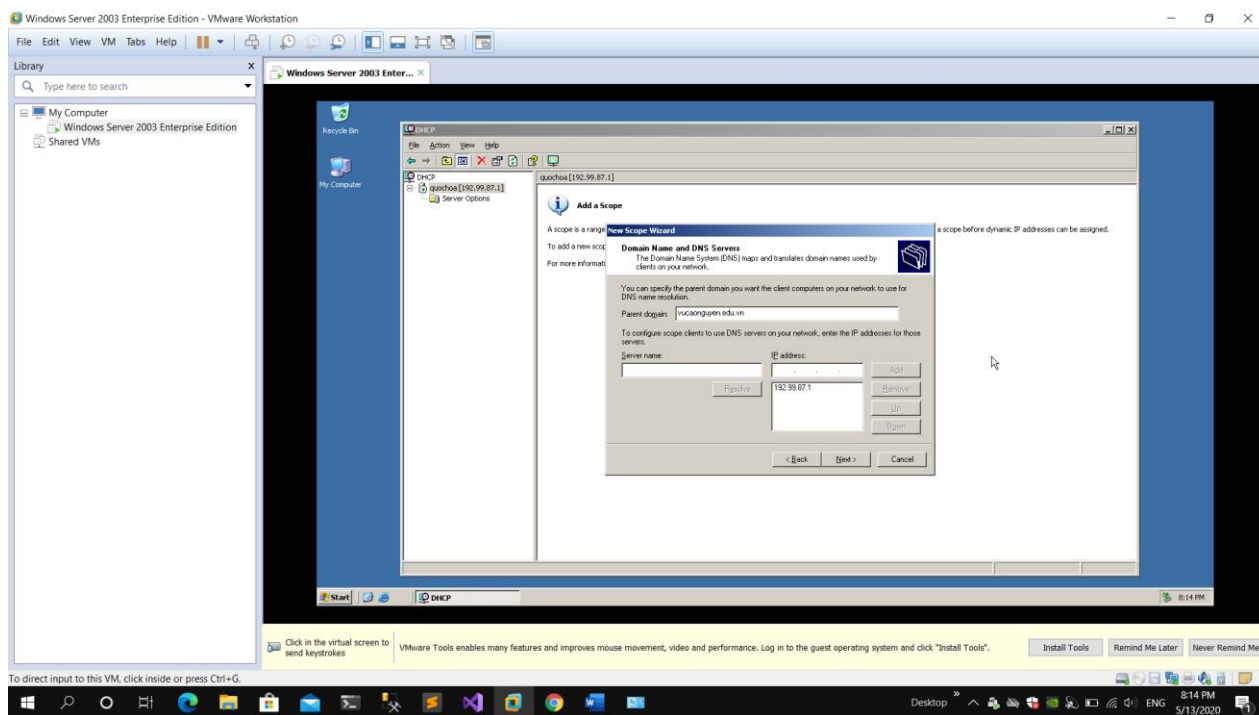 Windows Server 2003 Enterprise Edition - VMware Workstation
File Edit View VM Tabs Help
Library
Type here to search
My Computer
Windows Server 2003 Enterprise Edition
Shared VMs
Windows Server 2003 Enter...
Recycle Bin
My Computer
DHCP
File Action View Help
DHCP
quochoa [192.99.87.1]
Server Options
quochoa [192.99.87.1]
Add a Scope
A scope is a range
a scope before dynamic IP addresses can be assigned.
To add a new scop
For more informati
New Scope Wizard
Domain Name and DNS Servers
The Domain Name System (DNS) maps and translates domain names used by
clients on your network.
You can specify the parent domain you want the client computers on your network to use for
DNS name resolution.
Parent domain: vucaonguyen.edu.vn
To configure scope clients to use DNS servers on your network, enter the IP addresses for those
servers.
Server name: IP address:
Add
Resolve 192.99.87.1 Remove
Up
Down
< Back Next > Cancel
Start DHCP 8:14 PM
Click in the virtual screen to
send keystrokes
VMware Tools enables many features and improves mouse movement, video and performance. Log in to the guest operating system and click "Install Tools".
Install Tools Remind Me Later Never Remind Me
To direct input to this VM, click inside or press Ctrl+G.
Desktop ENG 8:14 PM
5/13/2020